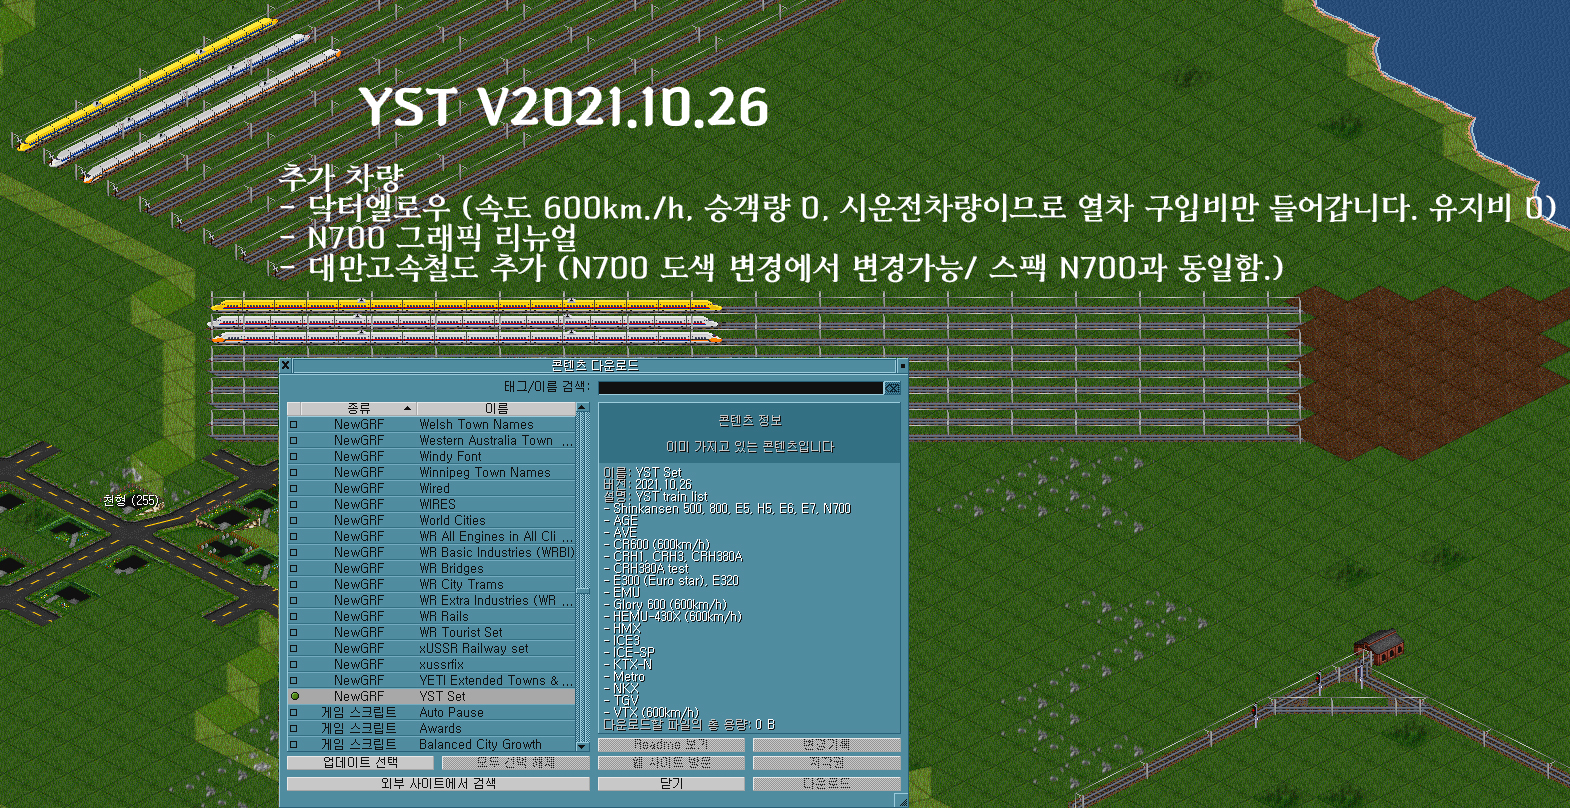 YST V2021.10.26
추가 차량
- 닥터엘로우 (속도 600km./h, 승객량 0, 시운전차량이므로 열차 구입비만 들어갑니다. 유지비 0)
- N700 그래픽 리뉴얼
- 대만고속철도 추가 (N700 도색 변경에서 변경가능/ 스팩 N700과 동일함.)
콘텐츠 다운로드
태그/이름 검색:
종류 이름
NewGRF Welsh Town Names
NewGRF Western Australia Town ...
NewGRF Windy Font
NewGRF Winnipeg Town Names
NewGRF Wired
NewGRF WIRES
NewGRF World Cities
NewGRF WR All Engines in All Cli ...
NewGRF WR Basic Industries (WRBI)
NewGRF WR Bridges
NewGRF WR City Trams
NewGRF WR Extra Industries (WR ...
NewGRF WR Rails
NewGRF WR Tourist Set
NewGRF xUSSR Railway set
NewGRF xussrfix
NewGRF YETI Extended Towns & ...
NewGRF YST Set
게임 스크립트 Auto Pause
게임 스크립트 Awards
게임 스크립트 Balanced City Growth
업데이트 선택
모두 선택 해제
외부 사이트에서 검색
콘텐츠 정보
이미 가지고 있는 콘텐츠입니다
이름: YST Set
버전: 2021.10.26
설명: YST train list
- Shinkansen 500, 800, E5, H5, E6, E7, N700
- AGE
- AVE
- CR600 (600km/h)
- CRH1, CRH3, CRH380A
- CRH380A test
- E300 (Euro star), E320
- EMU
- Glory 600 (600km/h)
- HEMU-430X (600km/h)
- HMX
- ICE3
- ICE-SP
- KTX-N
- Metro
- NKX
- TGV
- VTX (600km/h)
다운로드할 파일의 총 용량: 0 B
Readme 보기
변경기록
웹 사이트 방문
저작권
닫기
다운로드
천형 (255)